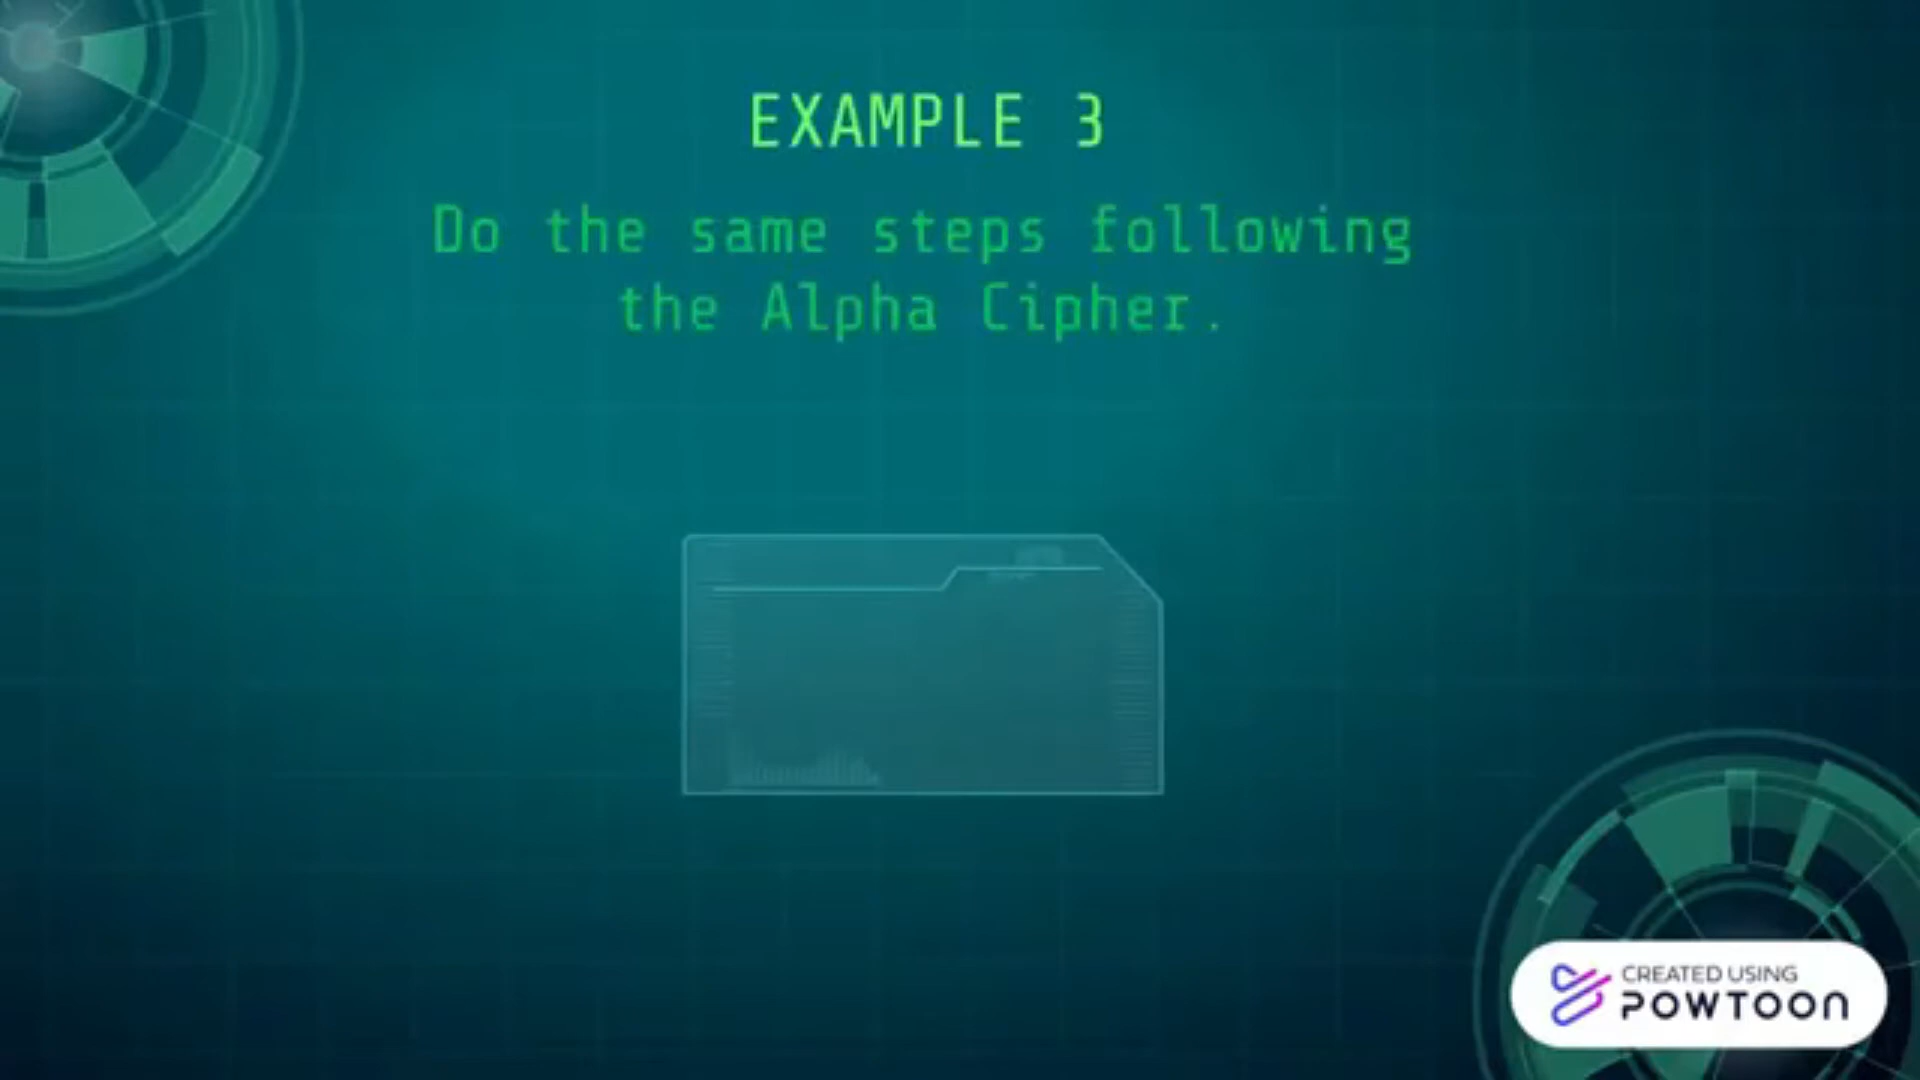 EXAMPLE 3
Do the same steps following
the Alpha Cipher.
CREATED USING
POWTOON